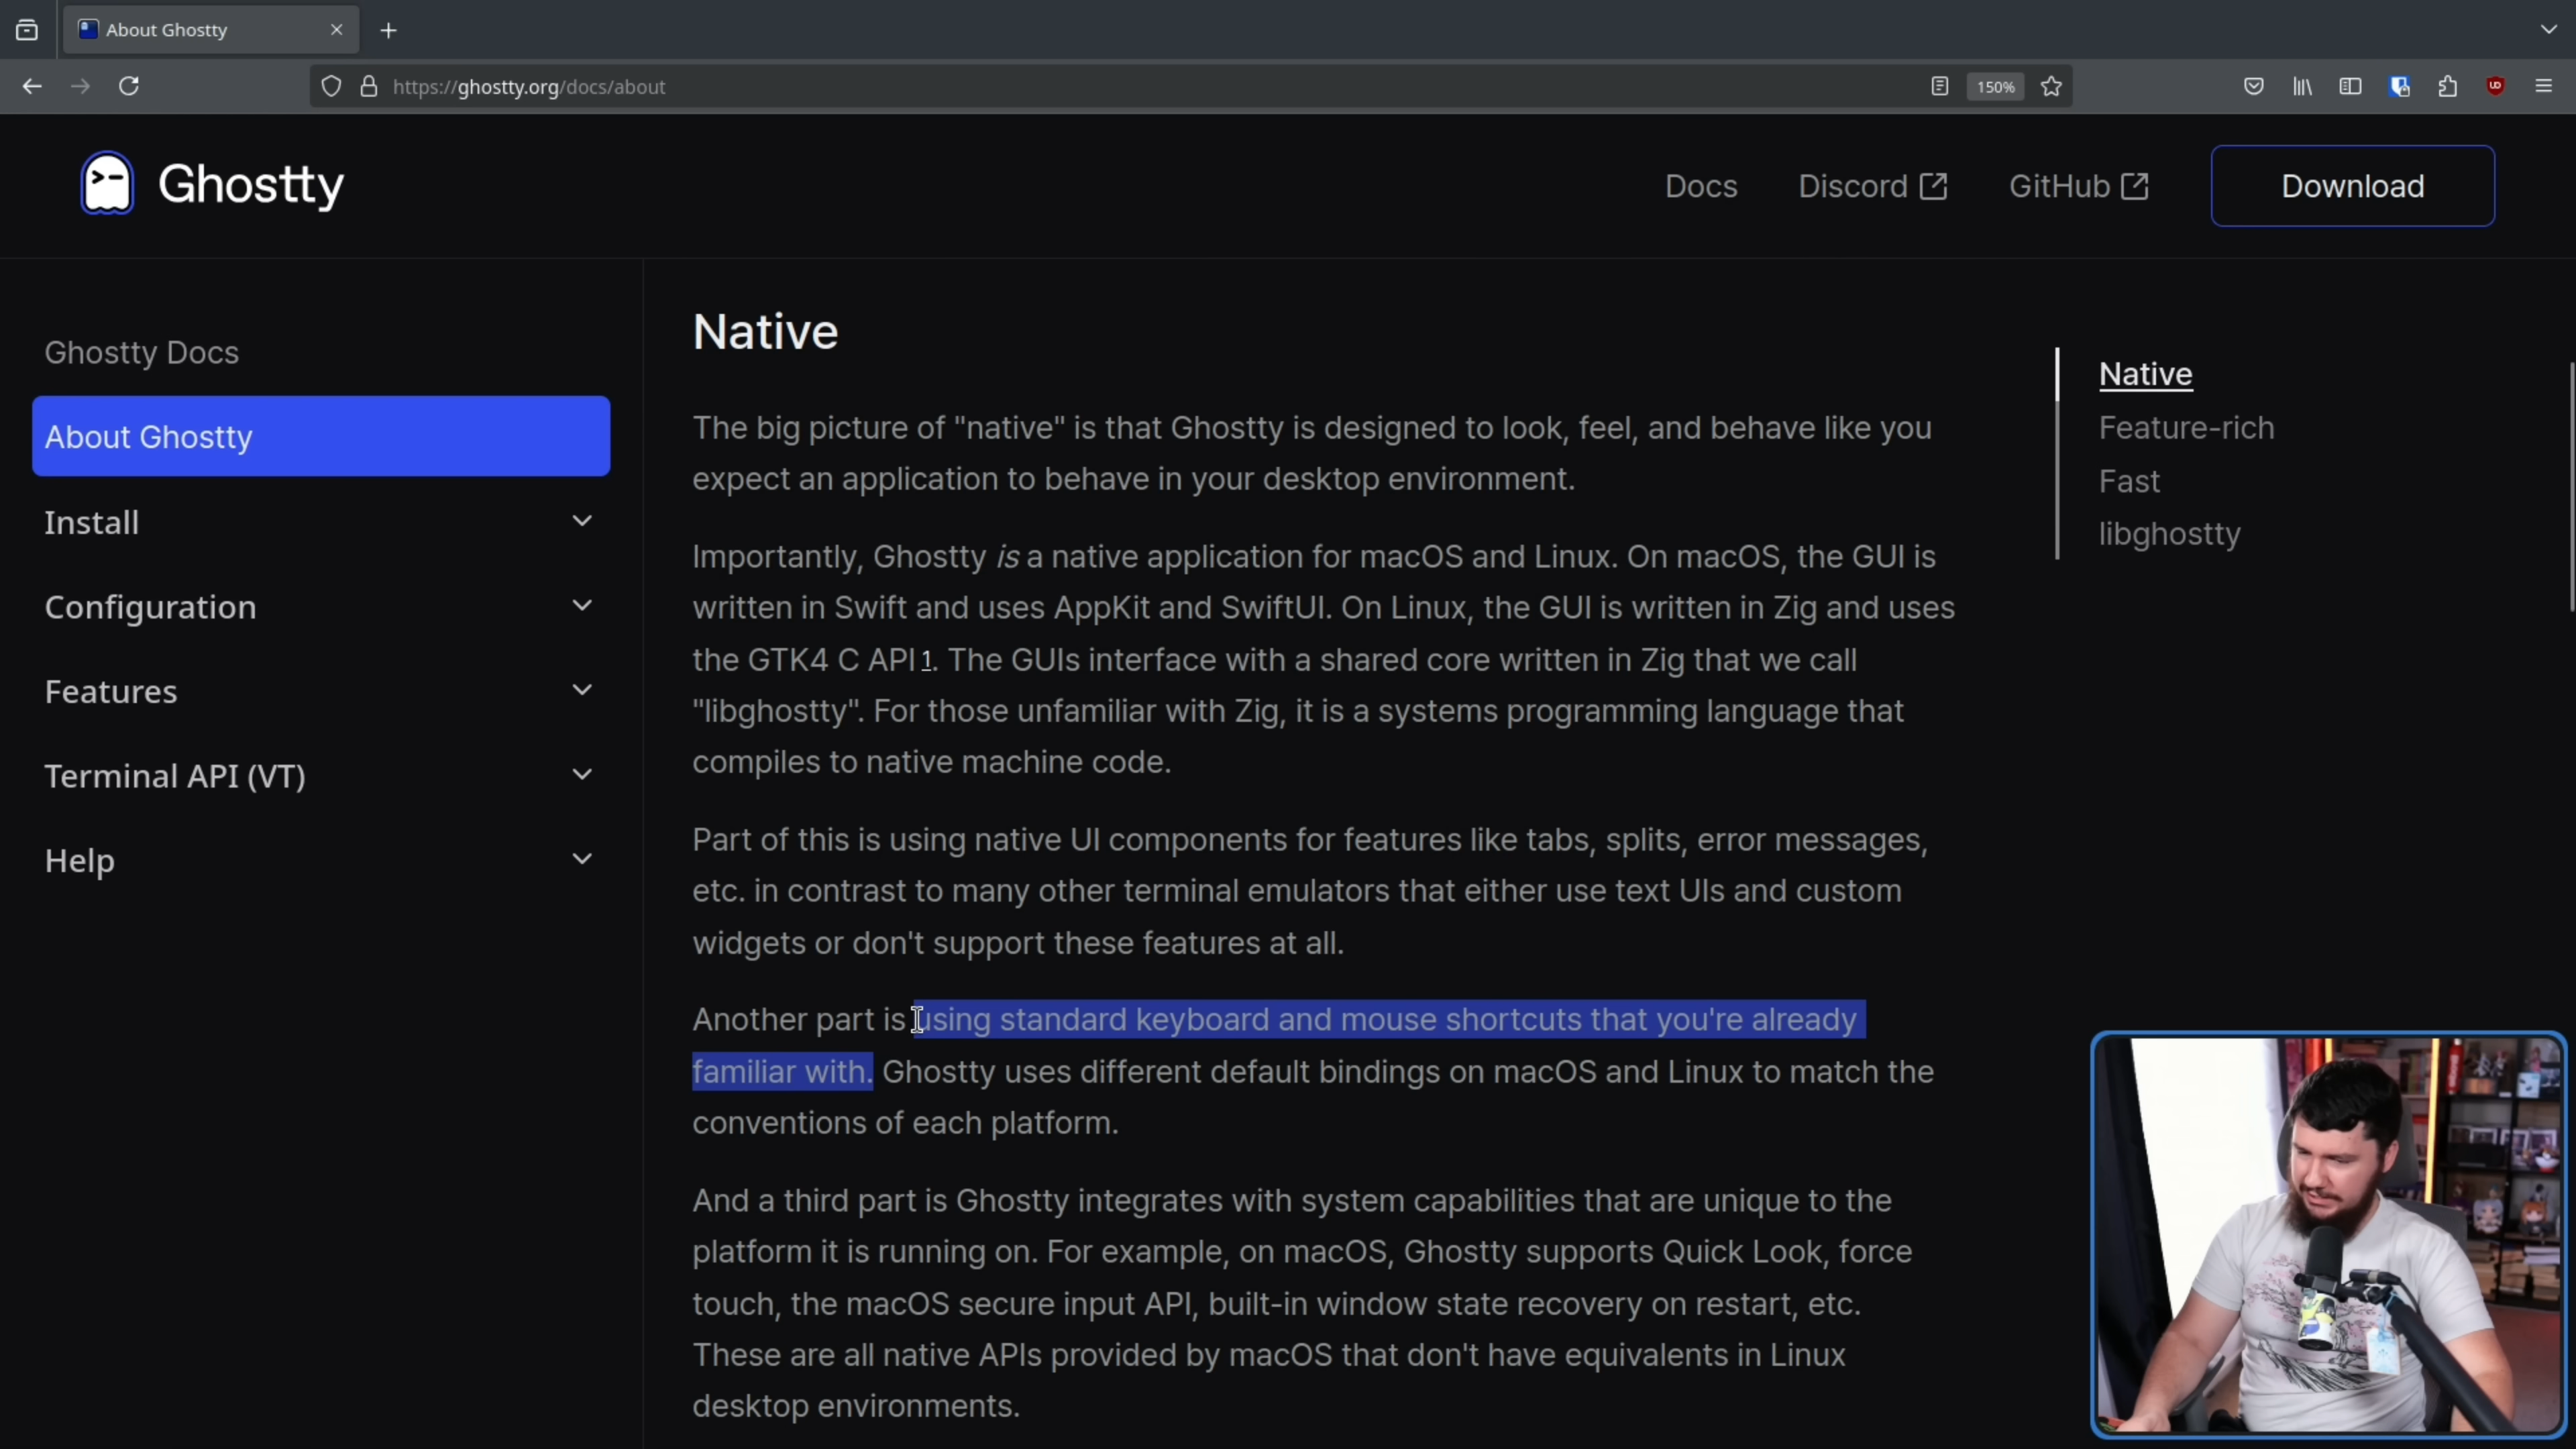 About Ghostty
https://ghostty.org/docs/about
150%
Ghostty
Docs
Discord
GitHub
Download
Ghostty Docs
About Ghostty
Install
Configuration
Features
Terminal API (VT)
Help
Native
The big picture of "native" is that Ghostty is designed to look, feel, and behave like you
expect an application to behave in your desktop environment.
Importantly, Ghostty is a native application for macOS and Linux. On macOS, the GUI is
written in Swift and uses AppKit and SwiftUI. On Linux, the GUI is written in Zig and uses
the GTK4 C API 1. The GUIs interface with a shared core written in Zig that we call
"libghostty". For those unfamiliar with Zig, it is a systems programming language that
compiles to native machine code.
Part of this is using native UI components for features like tabs, splits, error messages,
etc. in contrast to many other terminal emulators that either use text UIs and custom
widgets or don't support these features at all.
Another part is using standard keyboard and mouse shortcuts that you're already
familiar with. Ghostty uses different default bindings on macOS and Linux to match the
conventions of each platform.
And a third part is Ghostty integrates with system capabilities that are unique to the
platform it is running on. For example, on macOS, Ghostty supports Quick Look, force
touch, the macOS secure input API, built-in window state recovery on restart, etc.
These are all native APIs provided by macOS that don't have equivalents in Linux
desktop environments.
Native
Feature-rich
Fast
libghostty